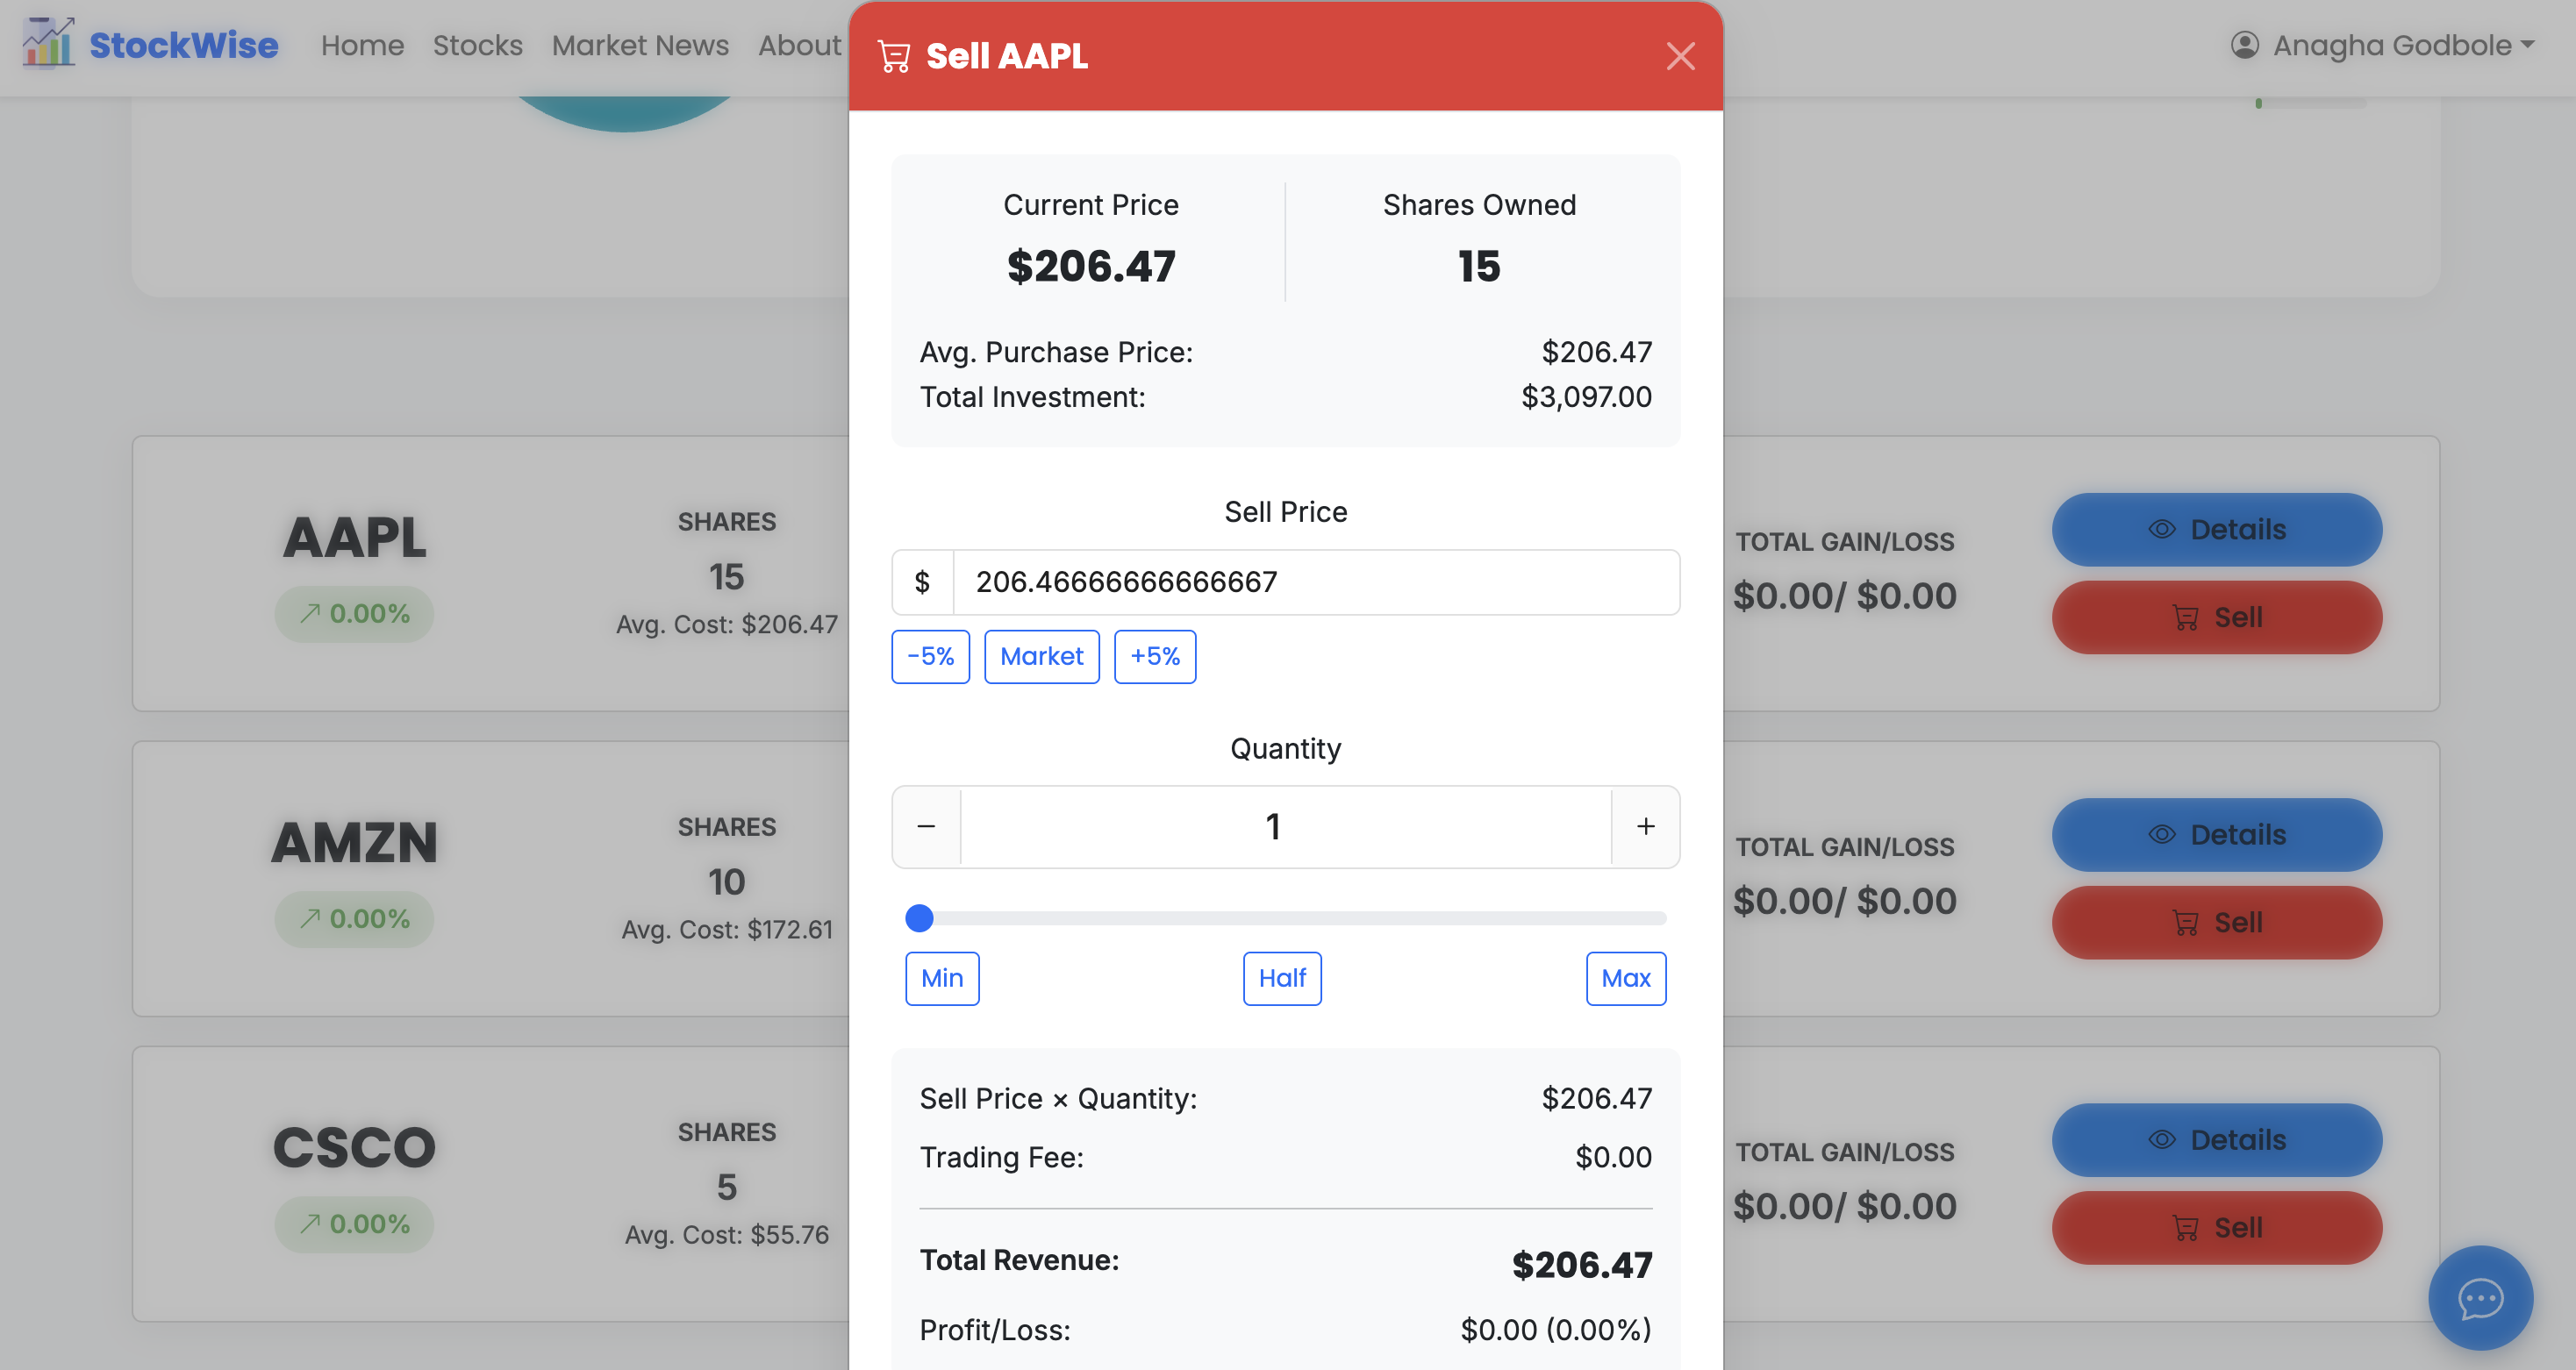 StockWise Home Stocks Market News About
Anagha Godbole
Sell AAPL
Current Price Shares Owned
$206.47 15
Avg. Purchase Price: $206.47
Total Investment: $3,097.00
Sell Price
$ 206.46666666666667
-5% Market +5%
Quantity
− 1 +
Min Half Max
Sell Price × Quantity: $206.47
Trading Fee: $0.00
Total Revenue: $206.47
Profit/Loss: $0.00 (0.00%)
AAPL
0.00%
SHARES
15
Avg. Cost: $206.47
TOTAL GAIN/LOSS
$0.00/ $0.00
Details
Sell
AMZN
0.00%
SHARES
10
Avg. Cost: $172.61
TOTAL GAIN/LOSS
$0.00/ $0.00
Details
Sell
CSCO
0.00%
SHARES
5
Avg. Cost: $55.76
TOTAL GAIN/LOSS
$0.00/ $0.00
Details
Sell